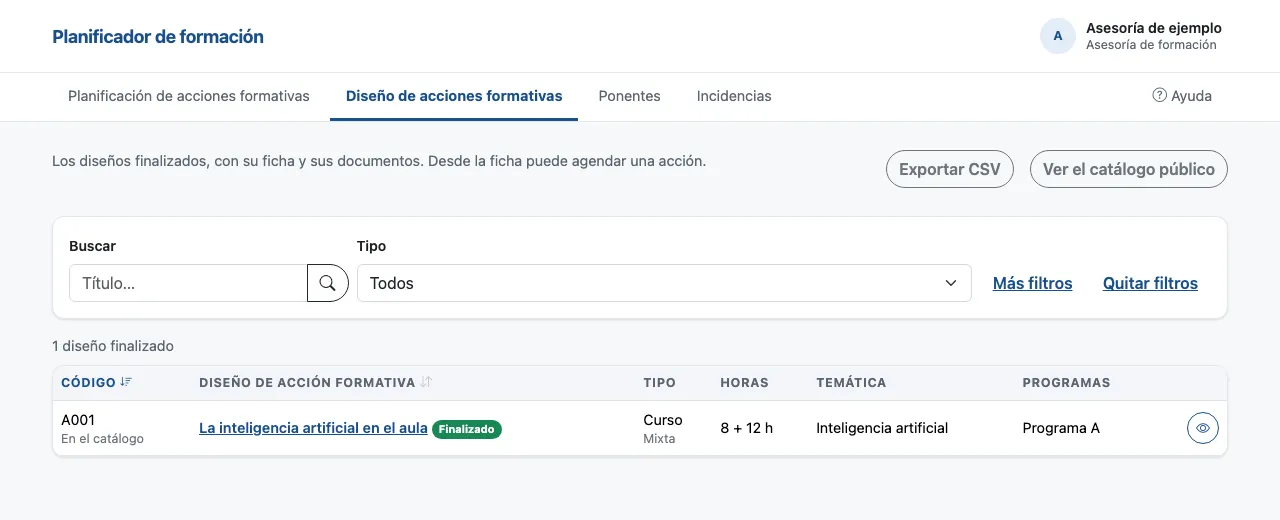 Planificador de formación
A
Asesoría de ejemplo
Asesoría de formación
Planificación de acciones formativas
Diseño de acciones formativas
Ponentes
Incidencias
Ayuda
Los diseños finalizados, con su ficha y sus documentos. Desde la ficha puede agendar una acción.
Exportar CSV
Ver el catálogo público
Buscar
Tipo
Título...
Todos
Más filtros
Quitar filtros
1 diseño finalizado
CÓDIGO DISEÑO DE ACCIÓN FORMATIVA TIPO HORAS TEMÁTICA PROGRAMAS
A001 La inteligencia artificial en el aula Finalizado Curso 8 + 12 h Inteligencia artificial Programa A
En el catálogo Mixta